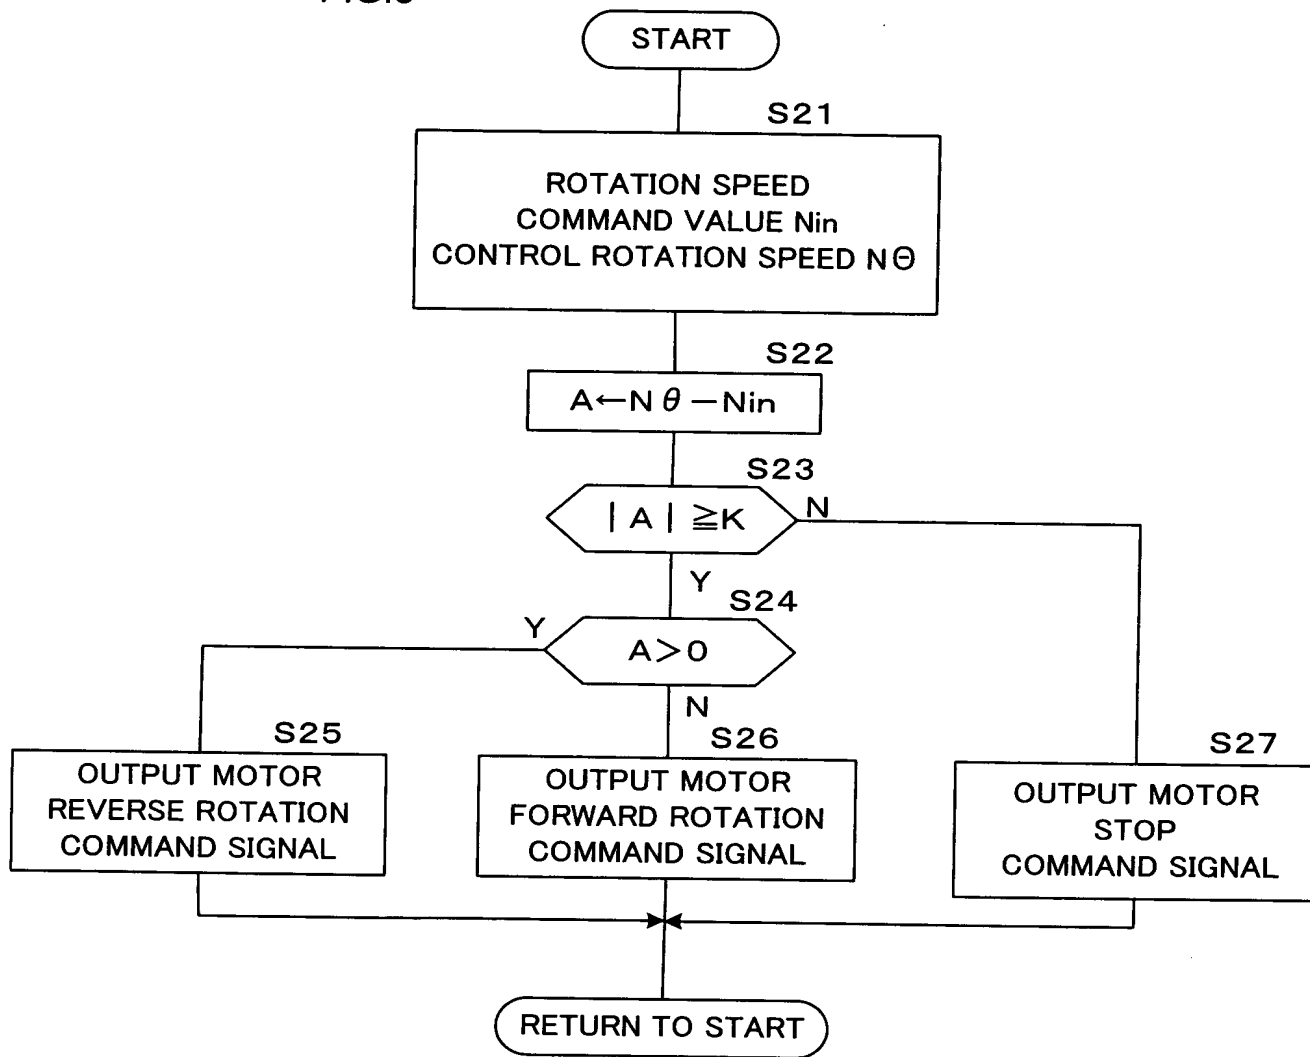 START
S21
ROTATION SPEED
COMMAND VALUE Nin
CONTROL ROTATION SPEED NΘ
S22
A←Nθ−Nin
S23
|A|≧K
N
Y
S24
Y
A>0
N
S25
OUTPUT MOTOR
REVERSE ROTATION
COMMAND SIGNAL
S26
OUTPUT MOTOR
FORWARD ROTATION
COMMAND SIGNAL
S27
OUTPUT MOTOR
STOP
COMMAND SIGNAL
RETURN TO START